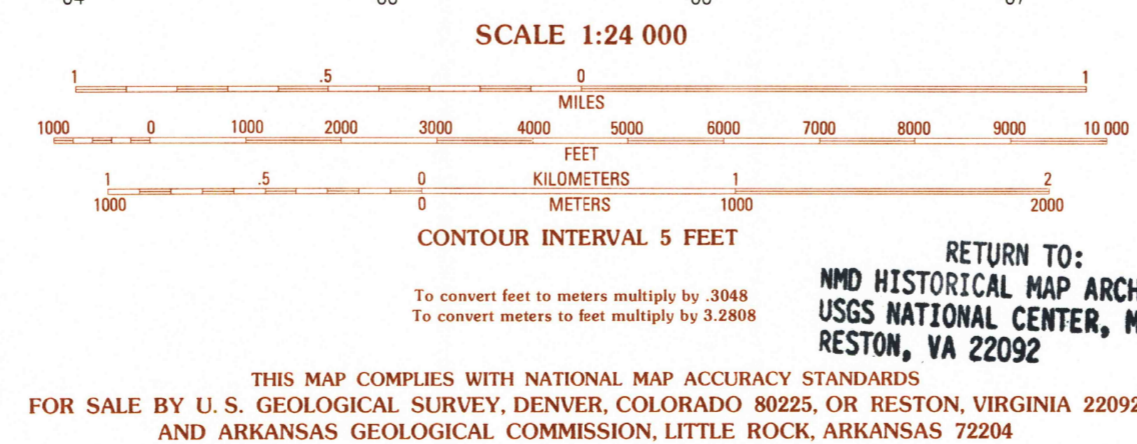 SCALE 1:24 000
1 .5 0 1
MILES
1000 0 1000 2000 3000 4000 5000 6000 7000 8000 9000 10 000
FEET
1 .5 0 KILOMETERS 1 2
1000 0 METERS 1000 2000
CONTOUR INTERVAL 5 FEET
To convert feet to meters multiply by .3048
To convert meters to feet multiply by 3.2808
RETURN TO:
NMD HISTORICAL MAP ARCH
USGS NATIONAL CENTER, M
RESTON, VA 22092
THIS MAP COMPLIES WITH NATIONAL MAP ACCURACY STANDARDS
FOR SALE BY U. S. GEOLOGICAL SURVEY, DENVER, COLORADO 80225, OR RESTON, VIRGINIA 22092
AND ARKANSAS GEOLOGICAL COMMISSION, LITTLE ROCK, ARKANSAS 72204